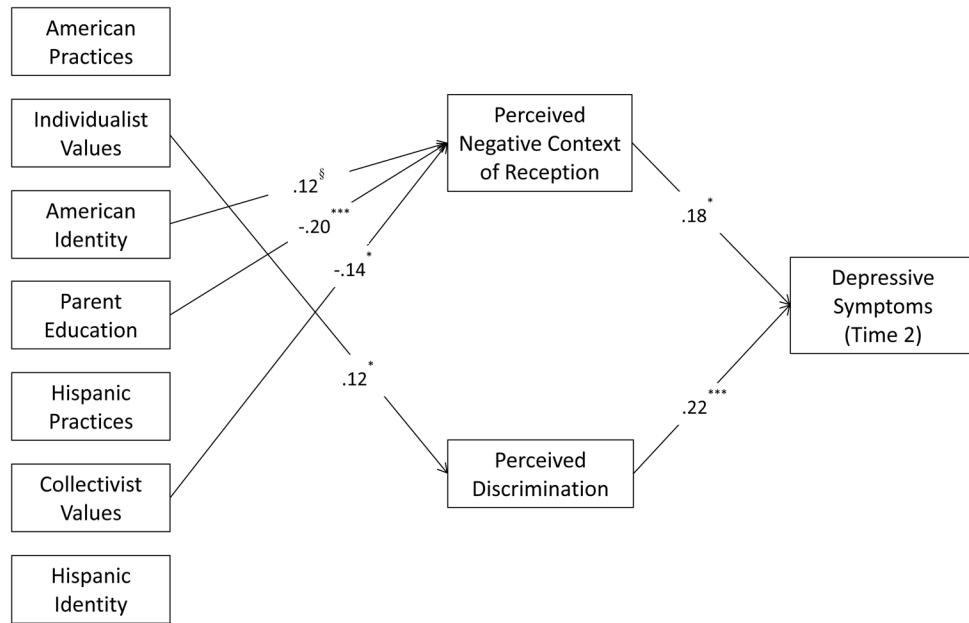 American
Practices
Individualist
Values
American
Identity
Parent
Education
Hispanic
Practices
Collectivist
Values
Hispanic
Identity
.12§
-.20***
-.14*
.12*
Perceived
Negative Context
of Reception
Perceived
Discrimination
.18*
.22***
Depressive
Symptoms
(Time 2)